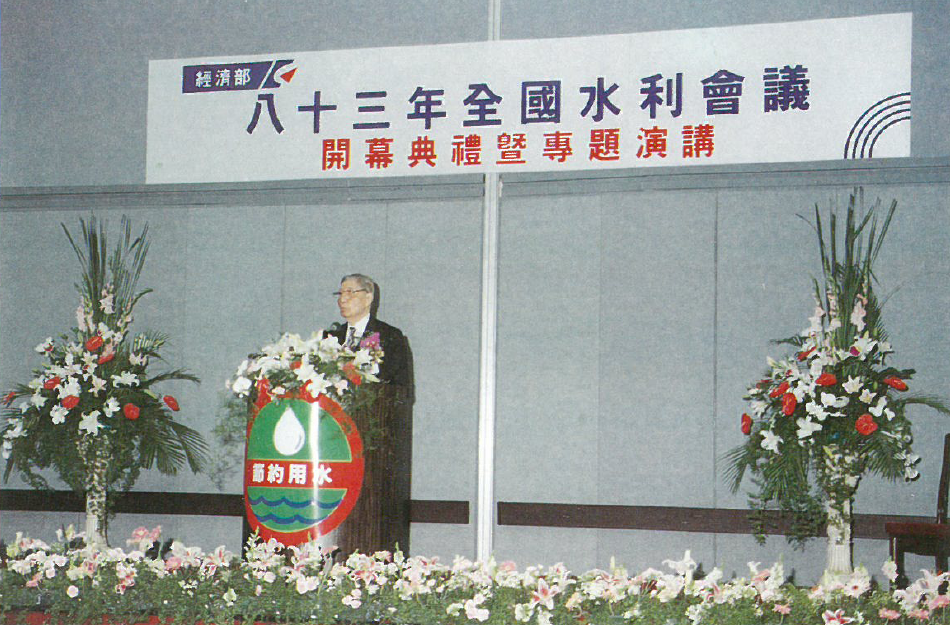 經濟部
八十三年全國水利會議
開幕典禮暨專題演講
節約用水